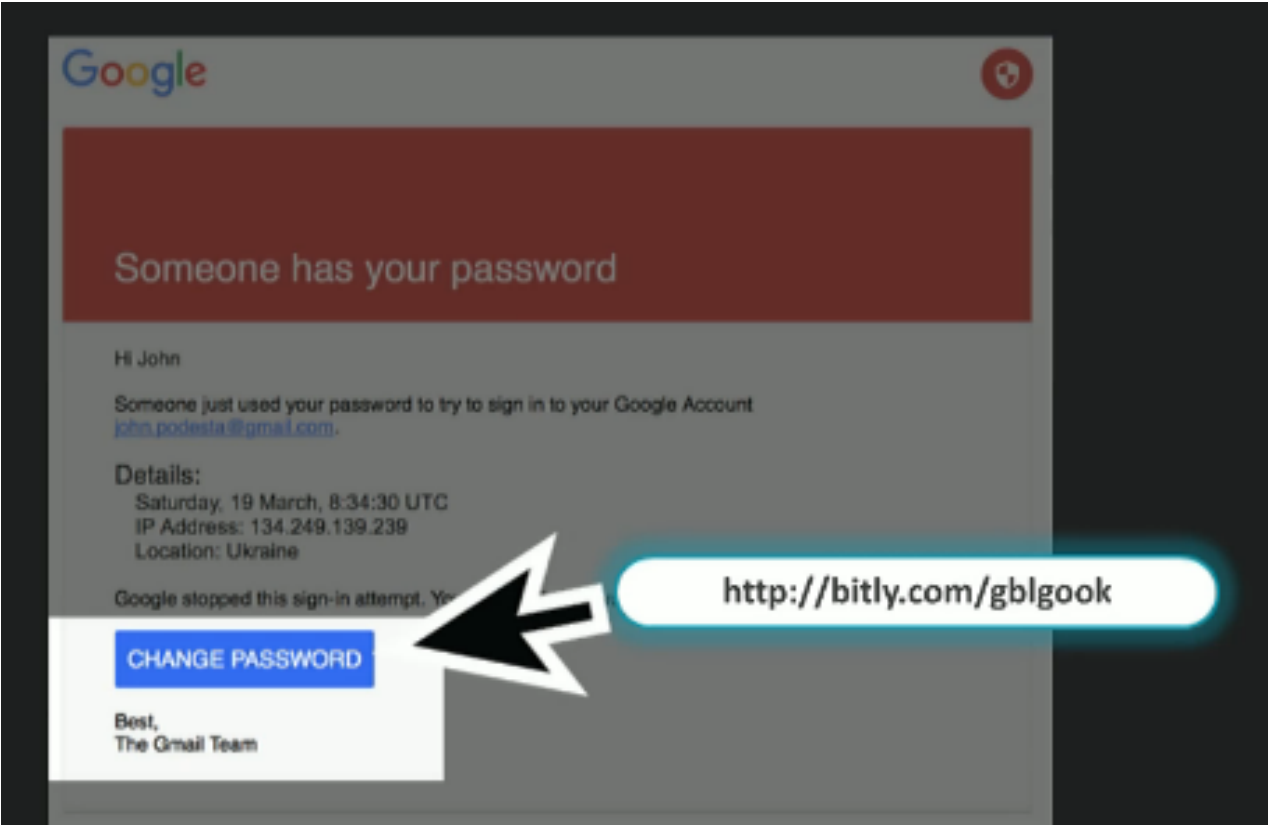 Google
Someone has your password
Hi John
Someone just used your password to try to sign in to your Google Account
john.podesta@gmail.com.
Details:
Saturday, 19 March, 8:34:30 UTC
IP Address: 134.249.139.239
Location: Ukraine
Google stopped this sign-in attempt.
http://bitly.com/gblgook
CHANGE PASSWORD
Best,
The Gmail Team